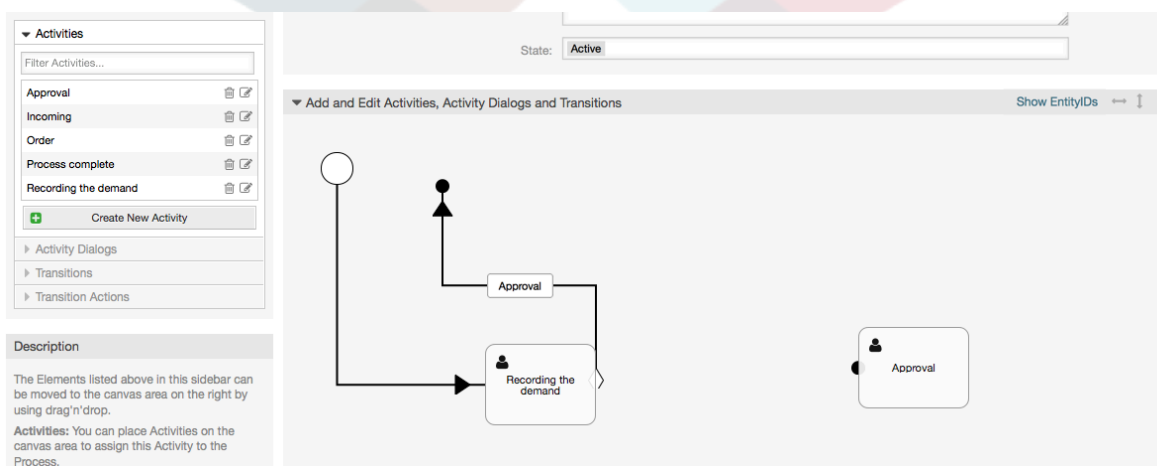 Activities
Filter Activities...
Approval
Incoming
Order
Process complete
Recording the demand
Create New Activity
Activity Dialogs
Transitions
Transition Actions
Description
The Elements listed above in this sidebar can
be moved to the canvas area on the right by
using drag'n'drop.
Activities: You can place Activities on the
canvas area to assign this Activity to the
Process.
State:
Active
Add and Edit Activities, Activity Dialogs and Transitions
Show EntityIDs
Approval
Recording the
demand
Approval